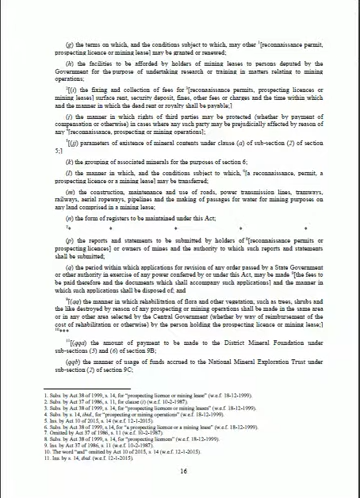 (g) the terms on which, and the conditions subject to which, may other ¹[reconnaissance permit,
prospecting licence or mining lease] may be granted or renewed;
(h) the facilities to be afforded by holders of mining leases to persons deputed by the
Government for the purpose of undertaking research or training in matters relating to mining
operations;
²[(i) the fixing and collection of fees for ³[reconnaissance permits, prospecting licences or
mining leases] surface rent, security deposit, fines, other fees or charges and the time within which
and the manner in which the dead rent or royalty shall be payable;]
(j) the manner in which rights of third parties may be protected (whether by payment of
compensation or otherwise) in cases where any such party may be prejudicially affected by reason of
any ⁴[reconnaissance, prospecting or mining operations];
⁵[(jj) parameters of existence of mineral contents under clause (a) of sub-section (2) of section
5;]
(k) the grouping of associated minerals for the purposes of section 6;
(l) the manner in which, and the conditions subject to which, ⁶[a reconnaissance, permit, a
prospecting licence or a mining lease] may be transferred;
(m) the construction, maintenance and use of roads, power transmission lines, tramways,
railways, aerial ropeways, pipelines and the making of passages for water for mining purposes on
any land comprised in a mining lease;
(n) the form of registers to be maintained under this Act;
⁷* * * * *
(p) the reports and statements to be submitted by holders of ⁸[reconnaissance permits or
prospecting licences] or owners of mines and the authority to which such reports and statements
shall be submitted;
(q) the period within which applications for revision of any order passed by a State Government
or other authority in exercise of any power conferred by or under this Act, may be made ⁹[the fees to
be paid therefore and the documents which shall accompany such applications] and the manner in
which such applications shall be disposed of; and
⁹[(qq) the manner in which rehabilitation of flora and other vegetation, such as trees, shrubs and
the like destroyed by reason of any prospecting or mining operations shall be made in the same area
or in any other area selected by the Central Government (whether by way of reimbursement of the
cost of rehabilitation or otherwise) by the person holding the prospecting licence or mining lease;]
¹⁰***
¹¹[(qqa) the amount of payment to be made to the District Mineral Foundation under
sub-sections (5) and (6) of section 9B;
(qqb) the manner of usage of funds accrued to the National Mineral Exploration Trust under
sub-section (2) of section 9C;
1. Subs. by Act 38 of 1999, s. 14, for "prospecting licence or mining lease" (w.e.f. 18-12-1999).
2. Subs. by Act 37 of 1986, s. 11, for clause (i) (w.e.f. 10-2-1987).
3. Subs. by Act 38 of 1999, s. 14, for "prospecting licences or mining leases" (w.e.f. 18-12-1999).
4. Subs. by s. 14, ibid., for "prospecting or mining operations" (w.e.f. 18-12-1999).
5. Ins. by Act 10 of 2015, s. 14 (w.e.f. 12-1-2015).
6. Subs. by Act 38 of 1999, s. 14, for "a prospecting licence or a mining lease" (w.e.f. 18-12-1999).
7. Omitted by Act 37 of 1986, s. 11 (w.e.f. 10-2-1987).
8. Subs. by Act 38 of 1999, s. 14, for "prospecting licences" (w.e.f. 18-12-1999).
9. Ins. by Act 37 of 1986, s. 11 (w.e.f. 10-2-1987).
10. The word "and" omitted by Act 10 of 2015, s. 14 (w.e.f. 12-1-2015).
11. Ins. by s. 14, ibid. (w.e.f. 12-1-2015).
16